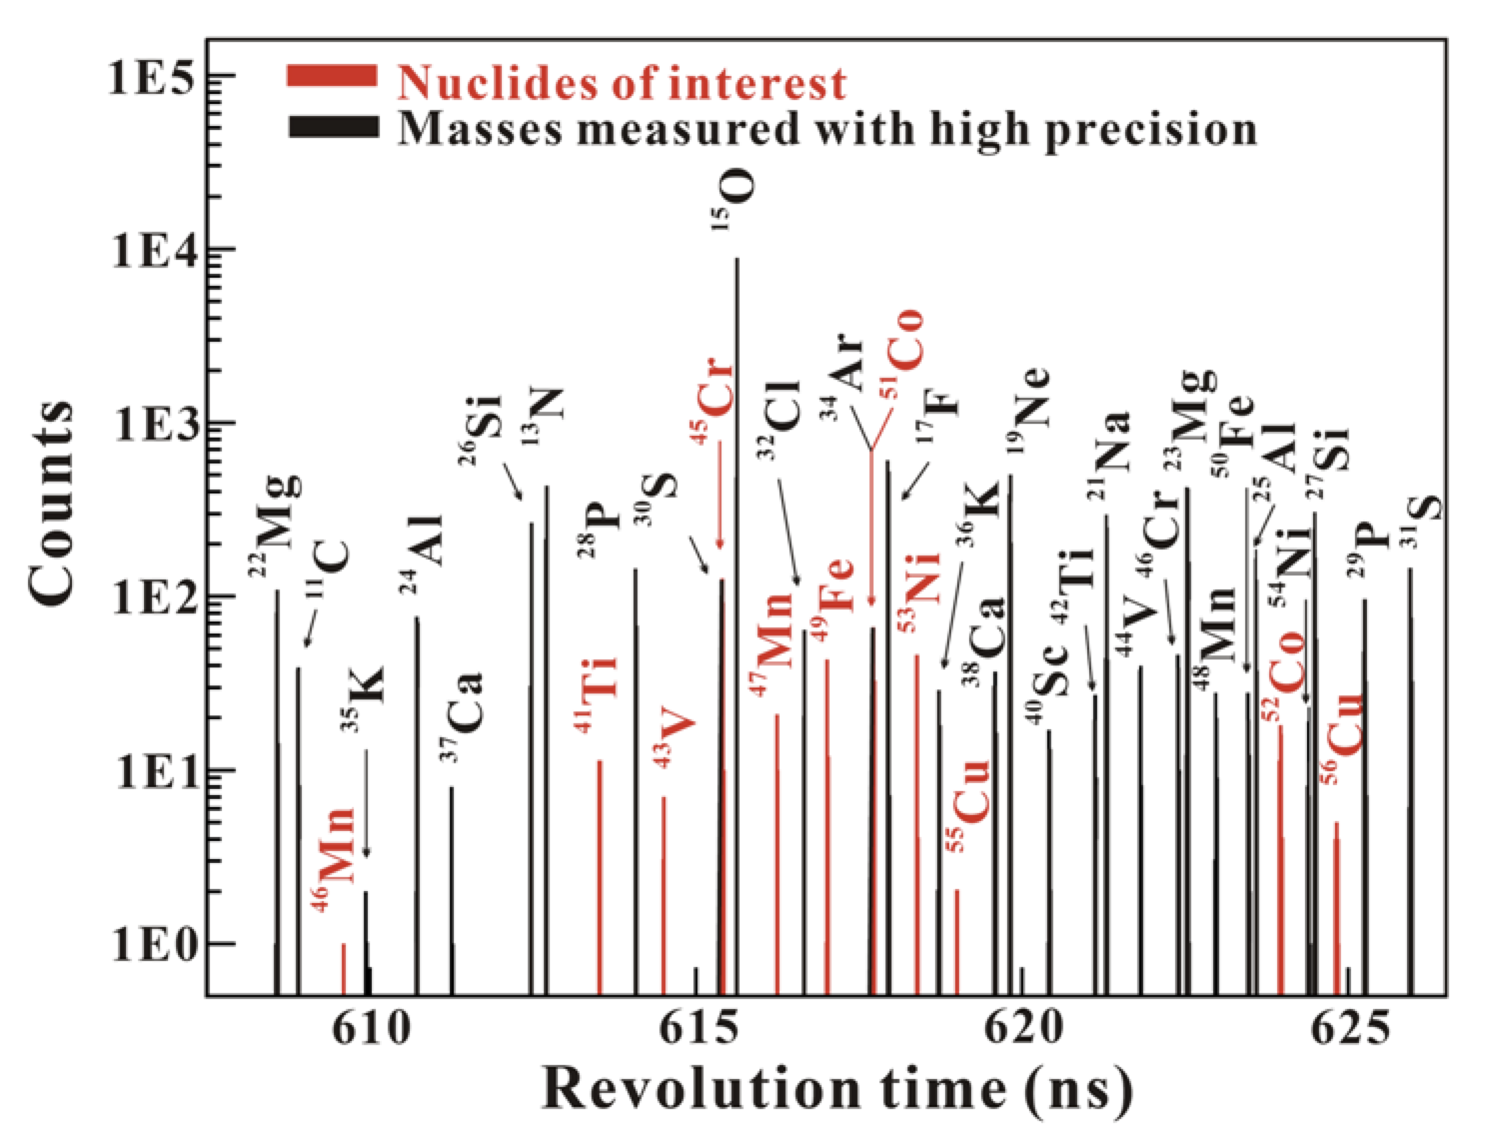 Nuclides of interest
Masses measured with high precision
Counts
1E5
1E4
1E3
1E2
1E1
1E0
²²Mg
¹¹C
⁴⁶Mn
³⁵K
²⁴Al
³⁷Ca
²⁶Si
¹³N
²⁸P
⁴¹Ti
³⁰S
⁴³V
⁴⁵Cr
¹⁵O
³²Cl
⁴⁷Mn
⁴⁹Fe
³⁴Ar
⁵¹Co
¹⁷F
⁵³Ni
³⁶K
⁵⁵Cu
³⁸Ca
¹⁹Ne
⁴⁰Sc
⁴²Ti
²¹Na
⁴⁴V
⁴⁶Cr
²³Mg
⁴⁸Mn
⁵⁰Fe
²⁵Al
⁵²Co
⁵⁴Ni
²⁷Si
⁵⁶Cu
²⁹P
³¹S
610
615
620
625
Revolution time (ns)